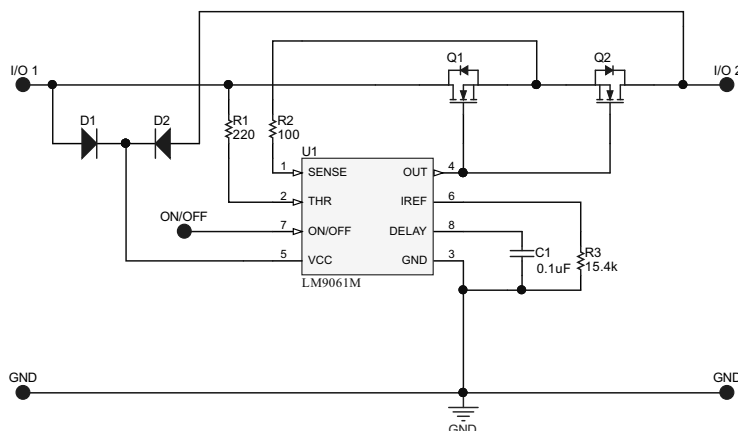 I/O 1
Q1
Q2
I/O 2
D1
D2
R1
220
R2
100
U1
1
SENSE
OUT
4
2
THR
IREF
6
ON/OFF
7
ON/OFF
DELAY
8
5
VCC
GND
3
LM9061M
C1
0.1uF
R3
15.4k
GND
GND
GND